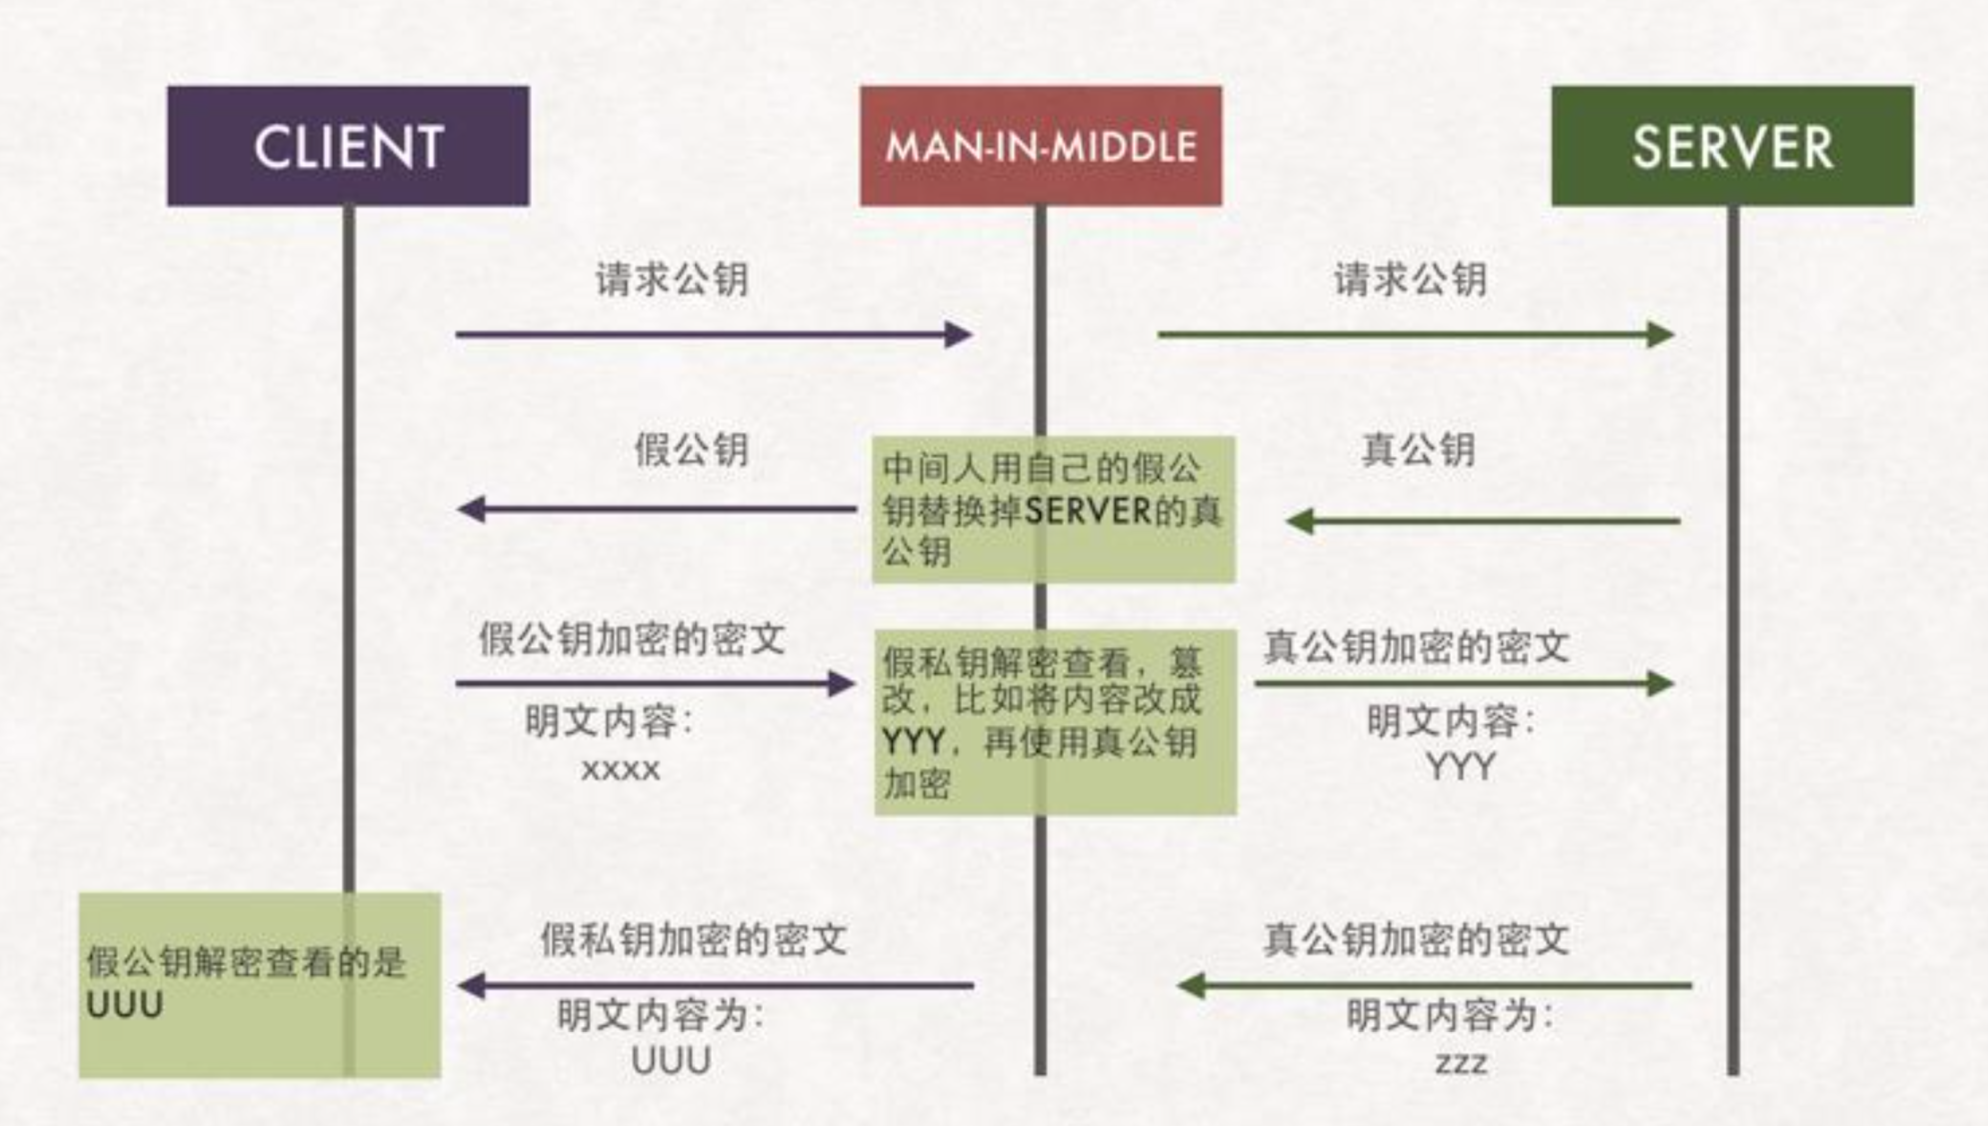 CLIENT
MAN-IN-MIDDLE
SERVER
请求公钥
请求公钥
假公钥
中间人用自己的假公
钥替换掉SERVER的真
公钥
真公钥
假公钥加密的密文
明文内容：
xxxx
假私钥解密查看，篡
改，比如将内容改成
YYY，再使用真公钥
加密
真公钥加密的密文
明文内容：
YYY
假公钥解密查看的是
UUU
假私钥加密的密文
明文内容为：
UUU
真公钥加密的密文
明文内容为：
zzz